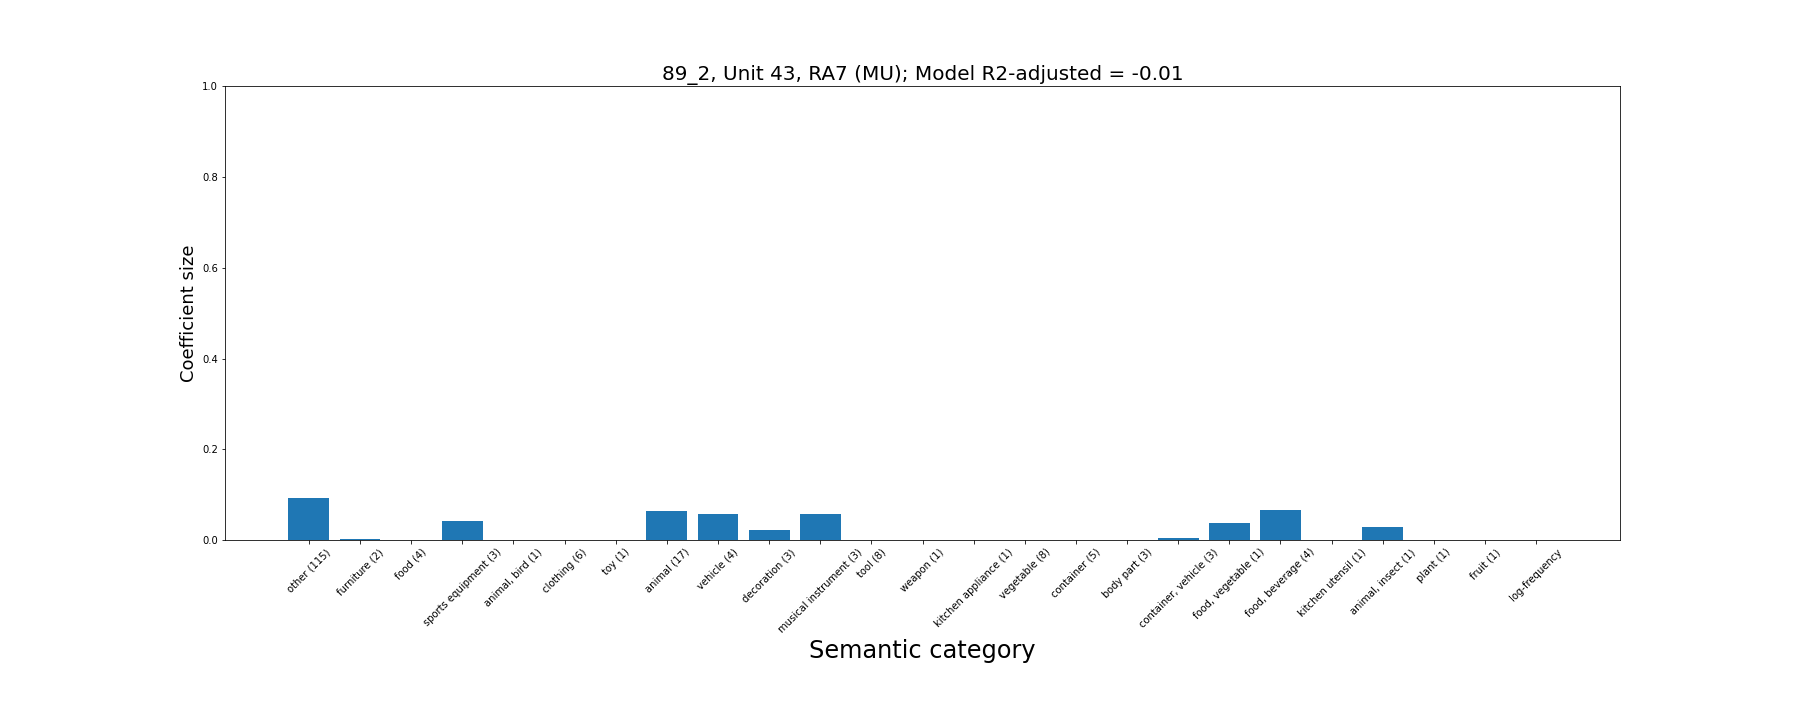 89_2, Unit 43, RA7 (MU); Model R2-adjusted = -0.01
1.0
0.8
0.6
0.4
0.2
0.0
Coefficient size
other (115)
furniture (2)
food (4)
sports equipment (3)
animal, bird (1)
clothing (6)
toy (1)
animal (17)
vehicle (4)
decoration (3)
musical instrument (3)
tool (8)
weapon (1)
kitchen appliance (1)
vegetable (8)
container (5)
body part (3)
container, vehicle (3)
food, vegetable (1)
food, beverage (4)
kitchen utensil (1)
animal, insect (1)
plant (1)
fruit (1)
log-frequency
Semantic category